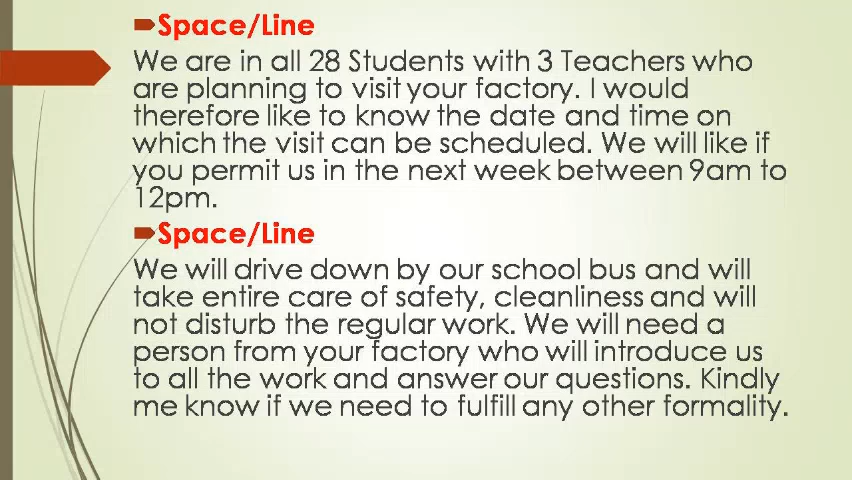 Space/Line
We are in all 28 Students with 3 Teachers who
are planning to visit your factory. I would
therefore like to know the date and time on
which the visit can be scheduled. We will like if
you permit us in the next week between 9am to
12pm.
Space/Line
We will drive down by our school bus and will
take entire care of safety, cleanliness and will
not disturb the regular work. We will need a
person from your factory who will introduce us
to all the work and answer our questions. Kindly
me know if we need to fulfill any other formality.